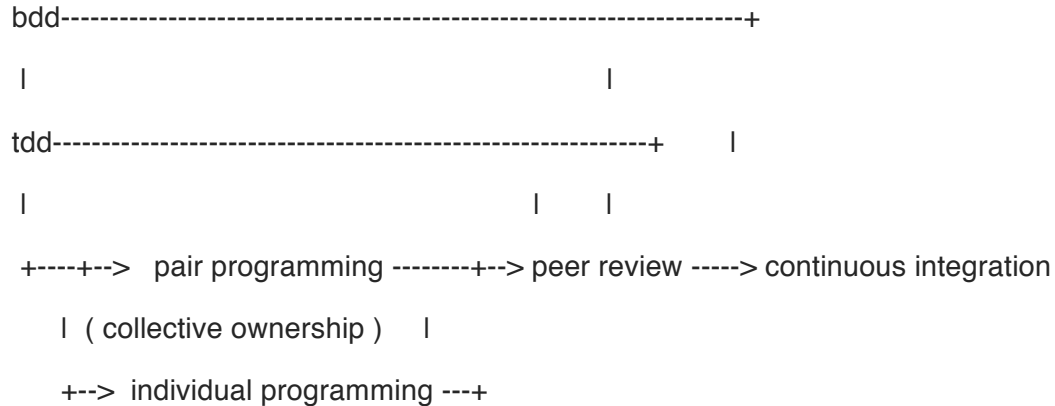 bdd----------------------------------------------------------------------+
| |
tdd-------------------------------------------------------------+ |
| | |
+----+--> pair programming --------+--> peer review -----> continuous integration
| ( collective ownership ) |
+--> individual programming ---+